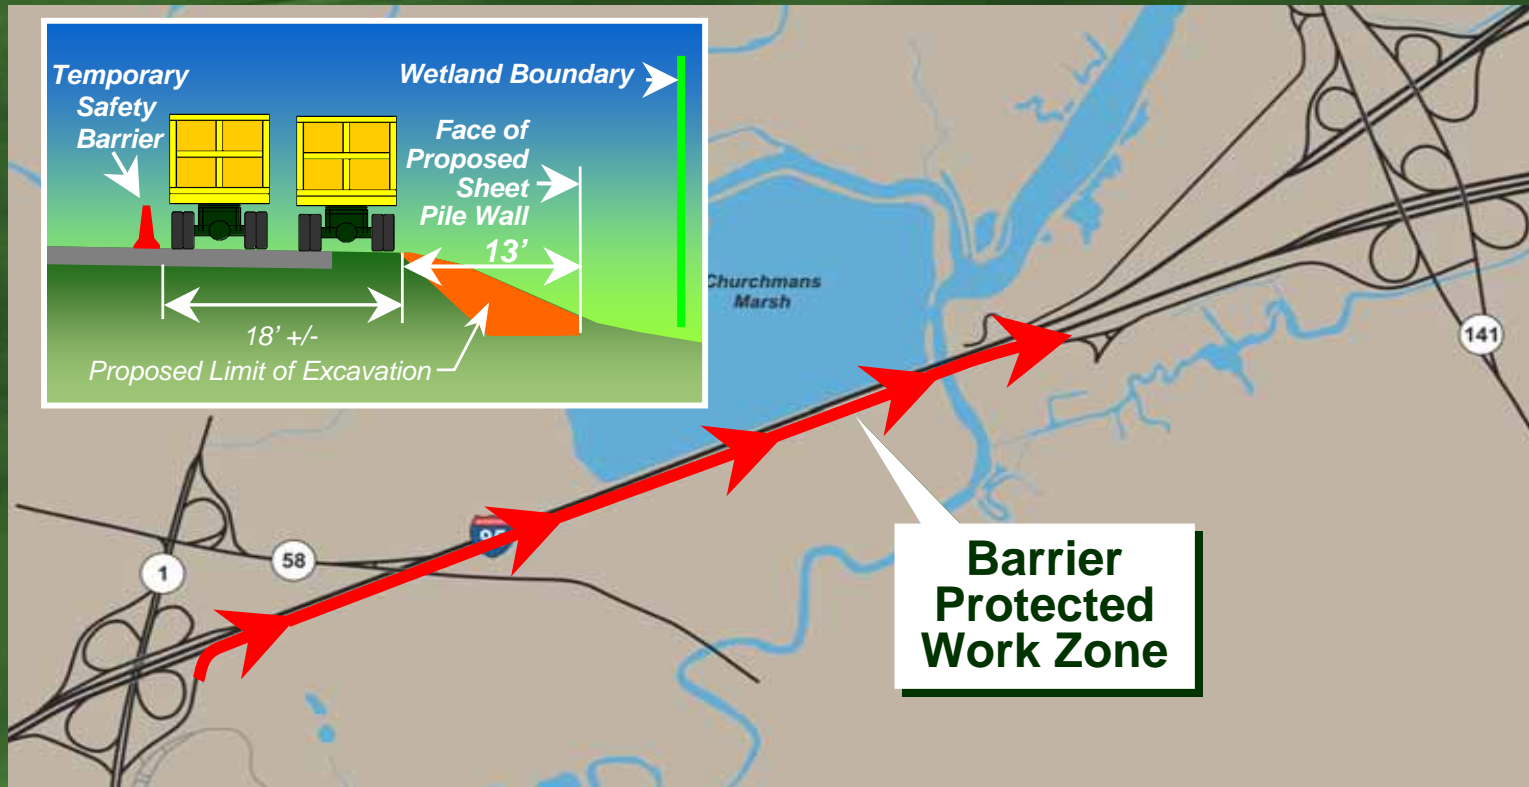 Temporary
Safety
Barrier
Wetland Boundary
Face of
Proposed
Sheet
Pile Wall
13’
18’ +/-
Proposed Limit of Excavation
Churchmans
Marsh
141
58
1
Barrier
Protected
Work Zone